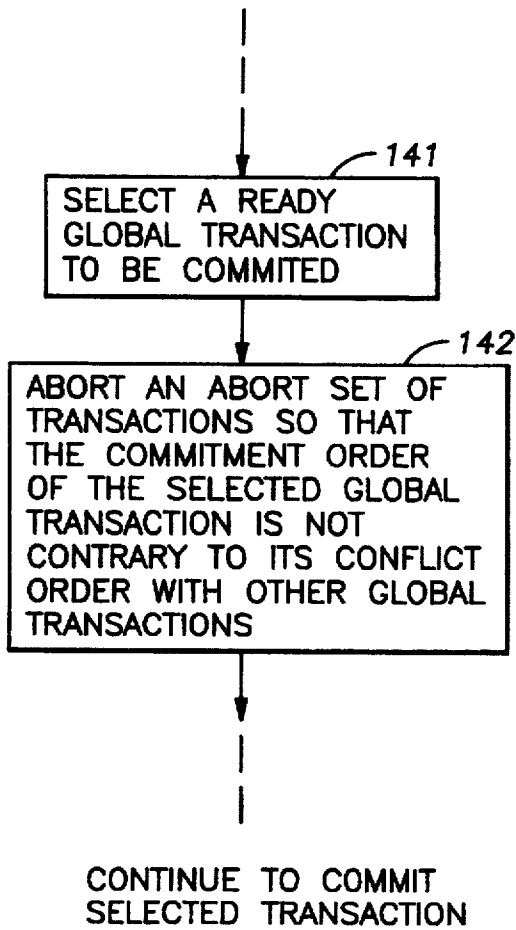 141
SELECT A READY
GLOBAL TRANSACTION
TO BE COMMITED
142
ABORT AN ABORT SET OF
TRANSACTIONS SO THAT
THE COMMITMENT ORDER
OF THE SELECTED GLOBAL
TRANSACTION IS NOT
CONTRARY TO ITS CONFLICT
ORDER WITH OTHER GLOBAL
TRANSACTIONS
CONTINUE TO COMMIT
SELECTED TRANSACTION